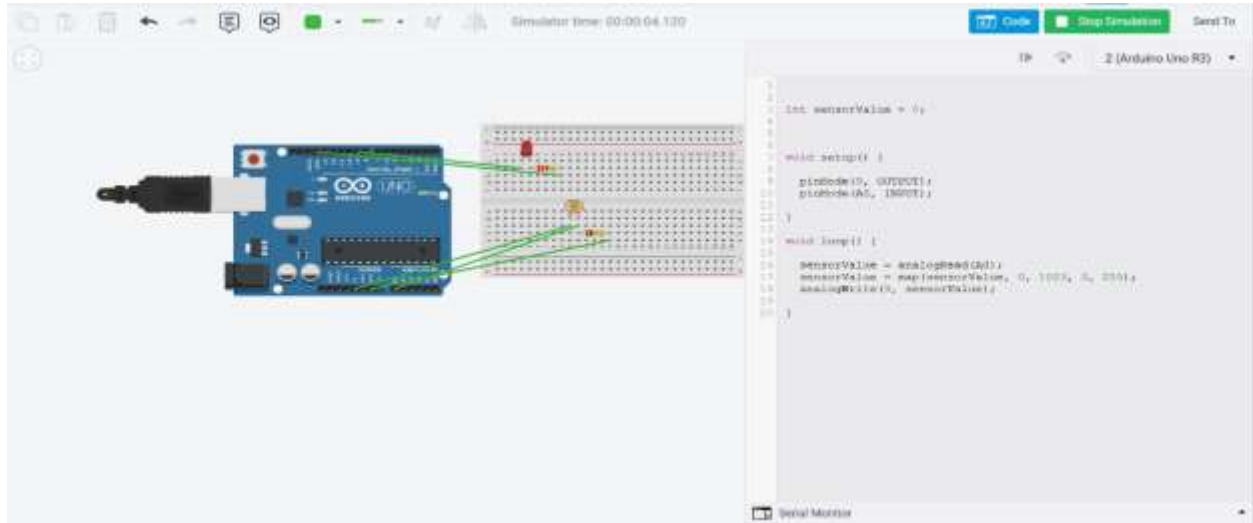 Simulator time: 00:00:04.120
Code
Stop Simulation
Send To
2 (Arduino Uno R3)
int sensorValue = 0;
void setup() {
pinMode(9, OUTPUT);
pinMode(A0, INPUT);
}
void loop() {
sensorValue = analogRead(A0);
sensorValue = map(sensorValue, 0, 1023, 0, 255);
analogWrite(9, sensorValue);
}
UNO
ARDUINO
Serial Monitor